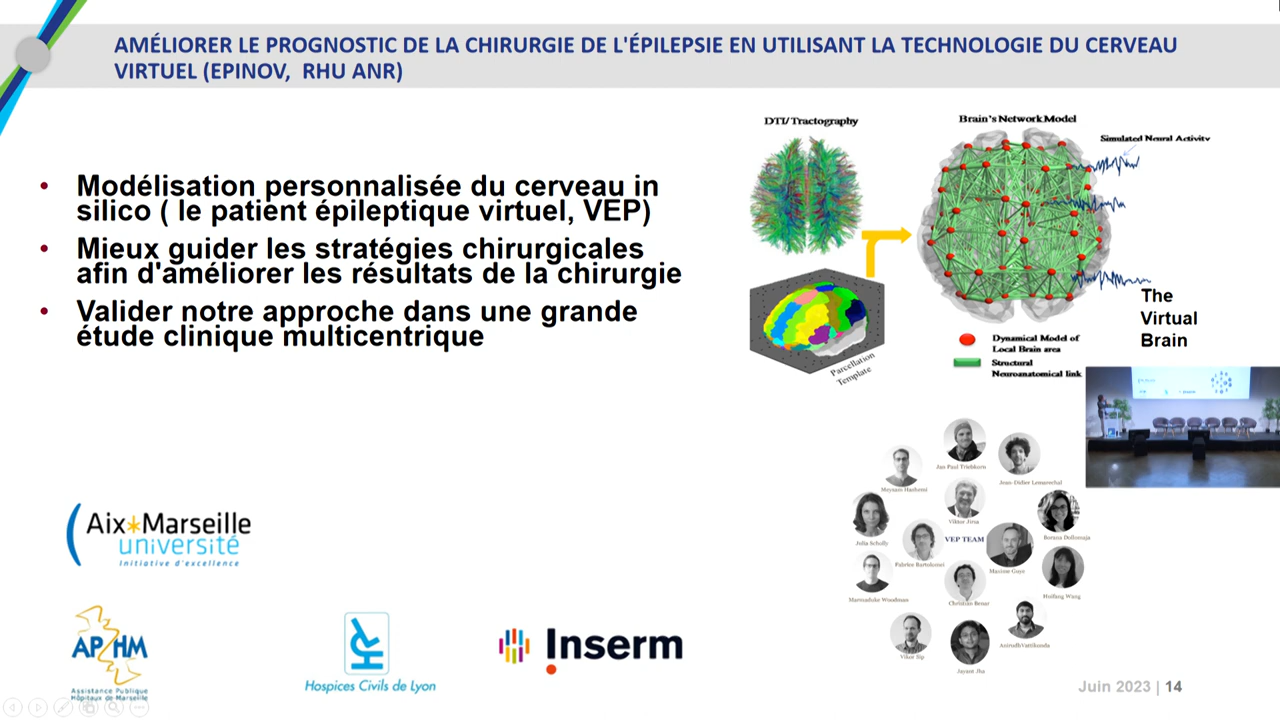 AMÉLIORER LE PROGNOSTIC DE LA CHIRURGIE DE L'ÉPILEPSIE EN UTILISANT LA TECHNOLOGIE DU CERVEAU
VIRTUEL (EPINOV, RHU ANR)
• Modélisation personnalisée du cerveau in
silico ( le patient épileptique virtuel, VEP)
• Mieux guider les stratégies chirurgicales
afin d'améliorer les résultats de la chirurgie
• Valider notre approche dans une grande
étude clinique multicentrique
DTI/ Tractography
Brain's Network Model
Simulated Neural Activity
Parcellation
Template
Dynamical Model of
Local Brain area
Structural
Neuroanatomical link
The
Virtual
Brain
Jan Paul Triebkorn
Meysam Hashemi
Jean-Didier Lemarechal
Viktor Jirsa
Julia Scholly
Borana Dollomaja
VEP TEAM
Fabrice Bartolomei
Maxime Guye
Marmaduke Woodman
Christian Benar
Huifang Wang
Anirudh Vattikonda
Viktor Sip
Jayant Jha
Aix*Marseille
université
Initiative d'excellence
AP/HM
Assistance Publique
Hôpitaux de Marseille
Hospices Civils de Lyon
Inserm
Juin 2023 | 14